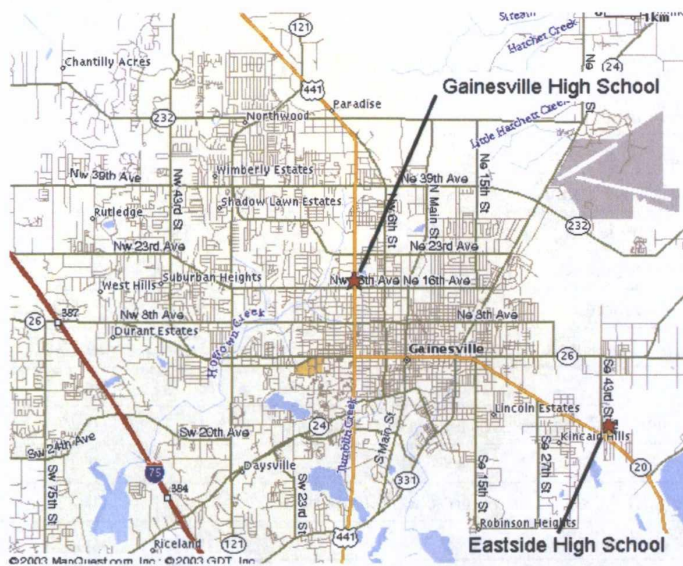 Streath
1km
121
Hatchet Creek
24
Chantilly Acres
441
Gainesville High School
Paradise
232
Northwood
Little Hatchett Creek
Nw 39th Ave
Wimberly Estates
Ne 39th Ave
Nw 43rd St
Shadow Lawn Estates
Nw 6th St
N Main St
Ne 15th St
Rutledge
232
Nw 23rd Ave
Ne 23rd Ave
Suburban Heights
West Hills
Ne 16th Ave
387
26
Nw 8th Ave
Ne 8th Ave
Durant Estates
Hogtown Creek
Gainesville
26
Se 43rd St
Lincoln Estates
24
Sw 20th Ave
Tumblin Creek
S Main St
Kincaid Hills
Sw 24th Ave
Daysville
75
384
Sw 75th St
Sw 23rd St
331
Se 15th St
Se 27th St
20
Robinson Heights
Riceland
121
441
Eastside High School
©2003 MapQuest.com, Inc.; ©2003 GDT, Inc.